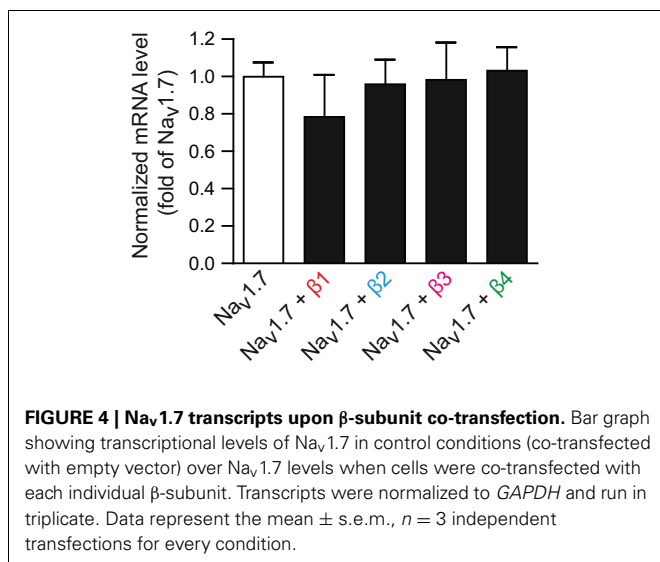 Normalized mRNA level
(fold of Nav1.7)
1.2
1.0
0.8
0.6
0.4
0.2
0.0
Nav1.7
Nav1.7 + β1
Nav1.7 + β2
Nav1.7 + β3
Nav1.7 + β4
FIGURE 4 | Nav1.7 transcripts upon β-subunit co-transfection. Bar graph
showing transcriptional levels of Nav1.7 in control conditions (co-transfected
with empty vector) over Nav1.7 levels when cells were co-transfected with
each individual β-subunit. Transcripts were normalized to GAPDH and run in
triplicate. Data represent the mean ± s.e.m., n = 3 independent
transfections for every condition.